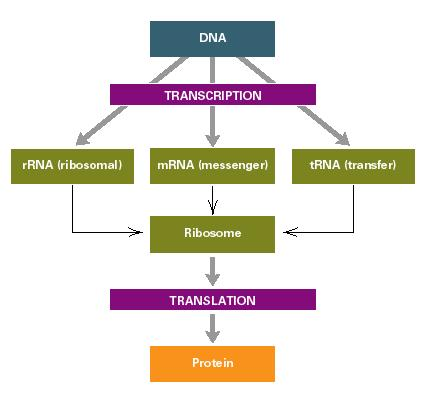 DNA
TRANSCRIPTION
rRNA (ribosomal)
mRNA (messenger)
tRNA (transfer)
Ribosome
TRANSLATION
Protein